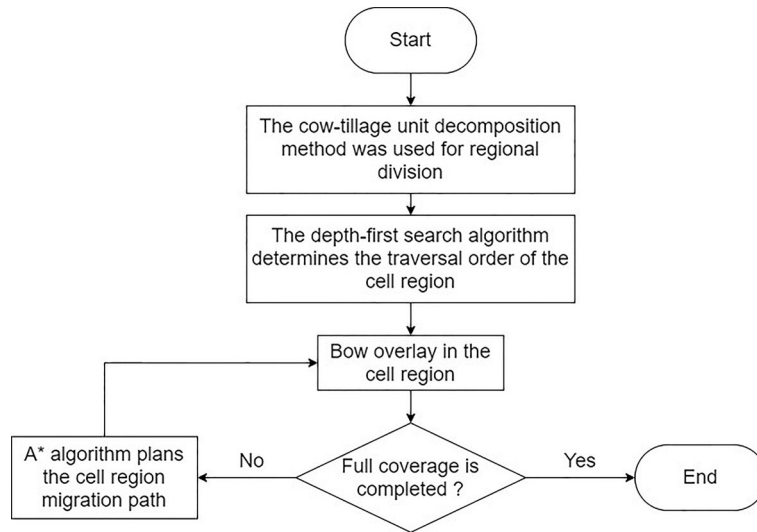 Start
The cow-tillage unit decomposition
method was used for regional
division
The depth-first search algorithm
determines the traversal order of the
cell region
Bow overlay in the
cell region
A* algorithm plans
the cell region
migration path
No
Full coverage is
completed ?
Yes
End